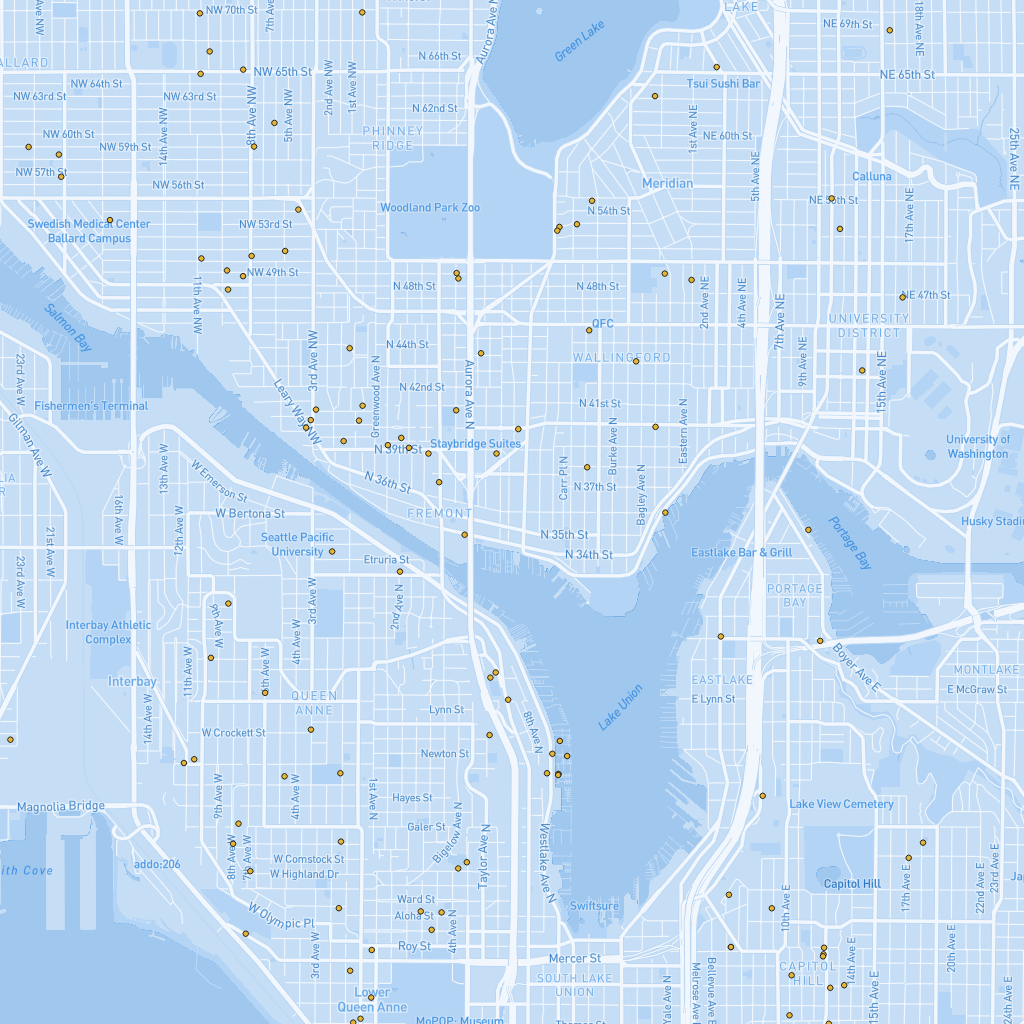 NW 70th St
7th Ave NW
Aurora Ave N
Green Lake
LAKE
NE 69th St
18th Ave NE
N 66th St
NW 65th St
NE 65th St
Tsui Sushi Bar
NW 64th St
NW 63rd St
NW 63rd St
8th Ave NW
5th Ave NW
2nd Ave NW
1st Ave NW
N 62nd St
PHINNEY
RIDGE
1st Ave NE
NE 60th St
NW 60th St
NW 59th St
14th Ave NW
25th Ave NE
NW 57th St
NW 56th St
5th Ave NE
Calluna
Meridian
Woodland Park Zoo
N 54th St
17th Ave NE
Swedish Medical Center
Ballard Campus
NW 53rd St
NW 49th St
11th Ave NW
N 48th St
N 48th St
2nd Ave NE
4th Ave NE
7th Ave NE
NE 47th St
Salmon Bay
QFC
UNIVERSITY
DISTRICT
N 44th St
WALLINGFORD
9th Ave NE
15th Ave NE
23rd Ave W
3rd Ave NW
Greenwood Ave N
Aurora Ave N
N 42nd St
Leary Way NW
Fishermen's Terminal
N 41st St
Gilman Ave W
Burke Ave N
Eastern Ave N
N 39th St
Staybridge Suites
University of
Washington
Carr Pl N
Bagley Ave N
W Emerson St
13th Ave W
N 36th St
N 37th St
16th Ave W
W Bertona St
FREMONT
Husky Stadiu
21st Ave W
12th Ave W
Seattle Pacific
University
N 35th St
N 34th St
Portage Bay
Eastlake Bar & Grill
Etruria St
23rd Ave W
2nd Ave N
3rd Ave W
9th Ave W
4th Ave W
PORTAGE
BAY
Interbay Athletic
Complex
11th Ave W
Boyer Ave E
MONTLAKE
Interbay
QUEEN
ANNE
EASTLAKE
E Lynn St
E McGraw St
Lake Union
14th Ave W
Lynn St
8th Ave N
W Crockett St
Newton St
9th Ave W
4th Ave W
1st Ave N
Hayes St
Magnolia Bridge
Lake View Cemetery
Galer St
Bigelow Ave N
Taylor Ave N
Westlake Ave N
8th Ave W
7th Ave W
W Comstock St
W Highland Dr
addo:206
ith Cove
Capitol Hill
17th Ave E
22nd Ave E
23rd Ave E
W Olympic Pl
Ward St
Aloha St
Roy St
4th Ave N
Swiftsure
10th Ave E
3rd Ave W
Mercer St
14th Ave E
20th Ave E
CAPITOL
HILL
SOUTH LAKE
UNION
Lower
Queen Anne
Yale Ave N
15th Ave E
24th Ave E
MoPOP: Museum
Thomas St